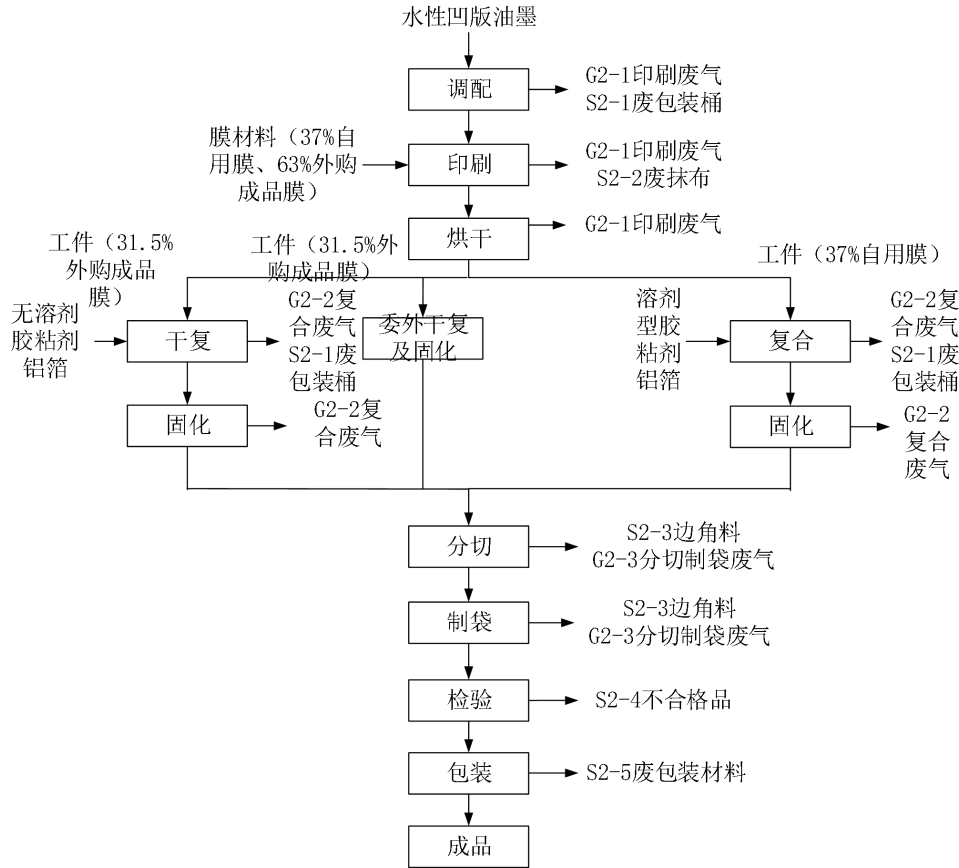 水性凹版油墨
调配
G2-1印刷废气
S2-1废包装桶
膜材料（37%自
用膜、63%外购
成品膜）
印刷
G2-1印刷废气
S2-2废抹布
烘干
G2-1印刷废气
工件（31.5%
外购成品
膜）
工件（31.5%外
购成品膜）
工件（37%自用膜）
无溶剂
胶粘剂
铝箔
干复
G2-2复
合废气
S2-1废
包装桶
委外干复
及固化
溶剂
型胶
粘剂
铝箔
复合
G2-2复
合废气
S2-1废
包装桶
固化
G2-2复
合废气
固化
G2-2
复合
废气
分切
S2-3边角料
G2-3分切制袋废气
制袋
S2-3边角料
G2-3分切制袋废气
检验
S2-4不合格品
包装
S2-5废包装材料
成品